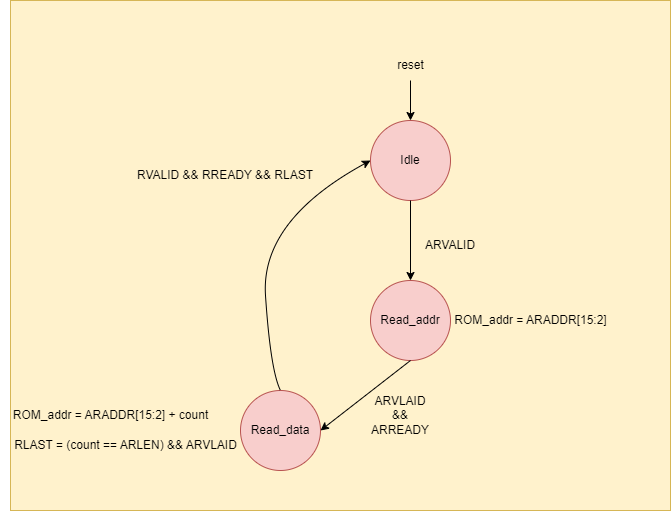 reset
Idle
RVALID && RREADY && RLAST
ARVALID
Read_addr
ROM_addr = ARADDR[15:2]
ARVLAID
&&
ARREADY
ROM_addr = ARADDR[15:2] + count
Read_data
RLAST = (count == ARLEN) && ARVLAID